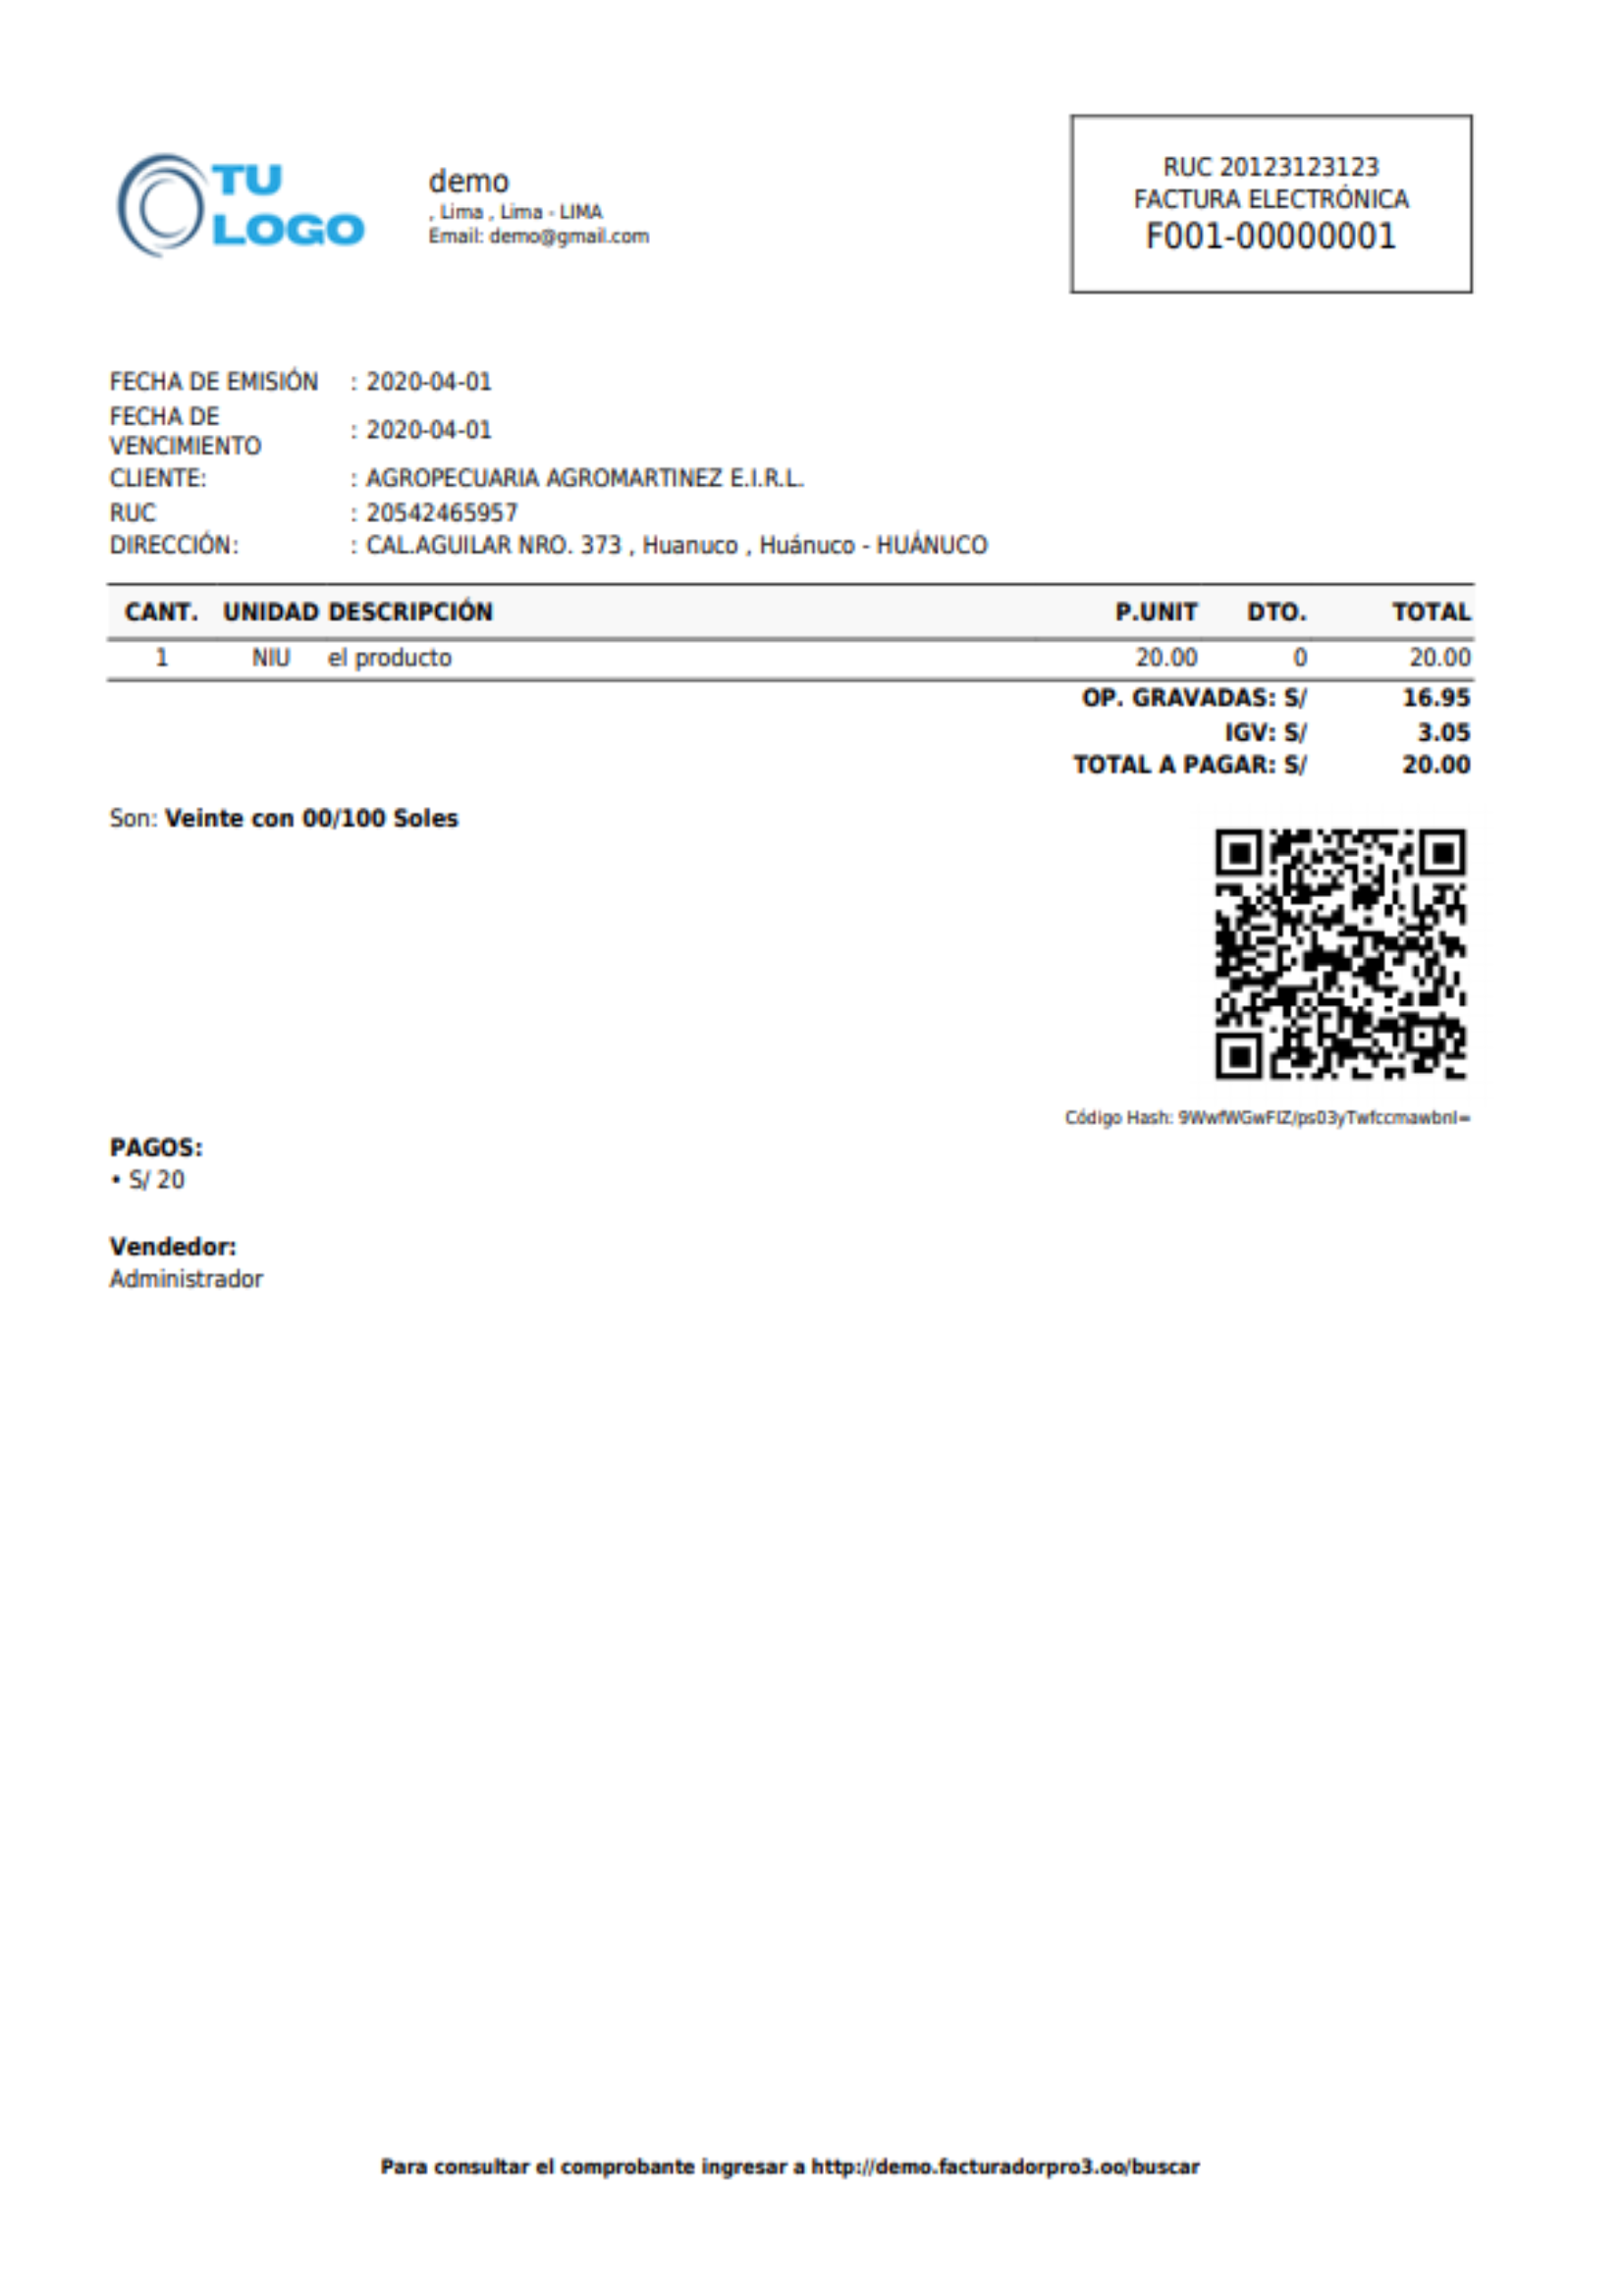 TU
LOGO
demo
, Lima , Lima - LIMA
Email: demo@gmail.com
RUC 20123123123
FACTURA ELECTRÓNICA
F001-00000001
FECHA DE EMISIÓN : 2020-04-01
FECHA DE
VENCIMIENTO : 2020-04-01
CLIENTE: : AGROPECUARIA AGROMARTINEZ E.I.R.L.
RUC : 20542465957
DIRECCIÓN: : CAL.AGUILAR NRO. 373 , Huanuco , Huánuco - HUÁNUCO
CANT. UNIDAD DESCRIPCIÓN P.UNIT DTO. TOTAL
1 NIU el producto 20.00 0 20.00
OP. GRAVADAS: S/ 16.95
IGV: S/ 3.05
TOTAL A PAGAR: S/ 20.00
Son: Veinte con 00/100 Soles
Código Hash:
PAGOS:
• S/ 20
Vendedor:
Administrador
Para consultar el comprobante ingresar a http://demo.facturadorpro3.oo/buscar